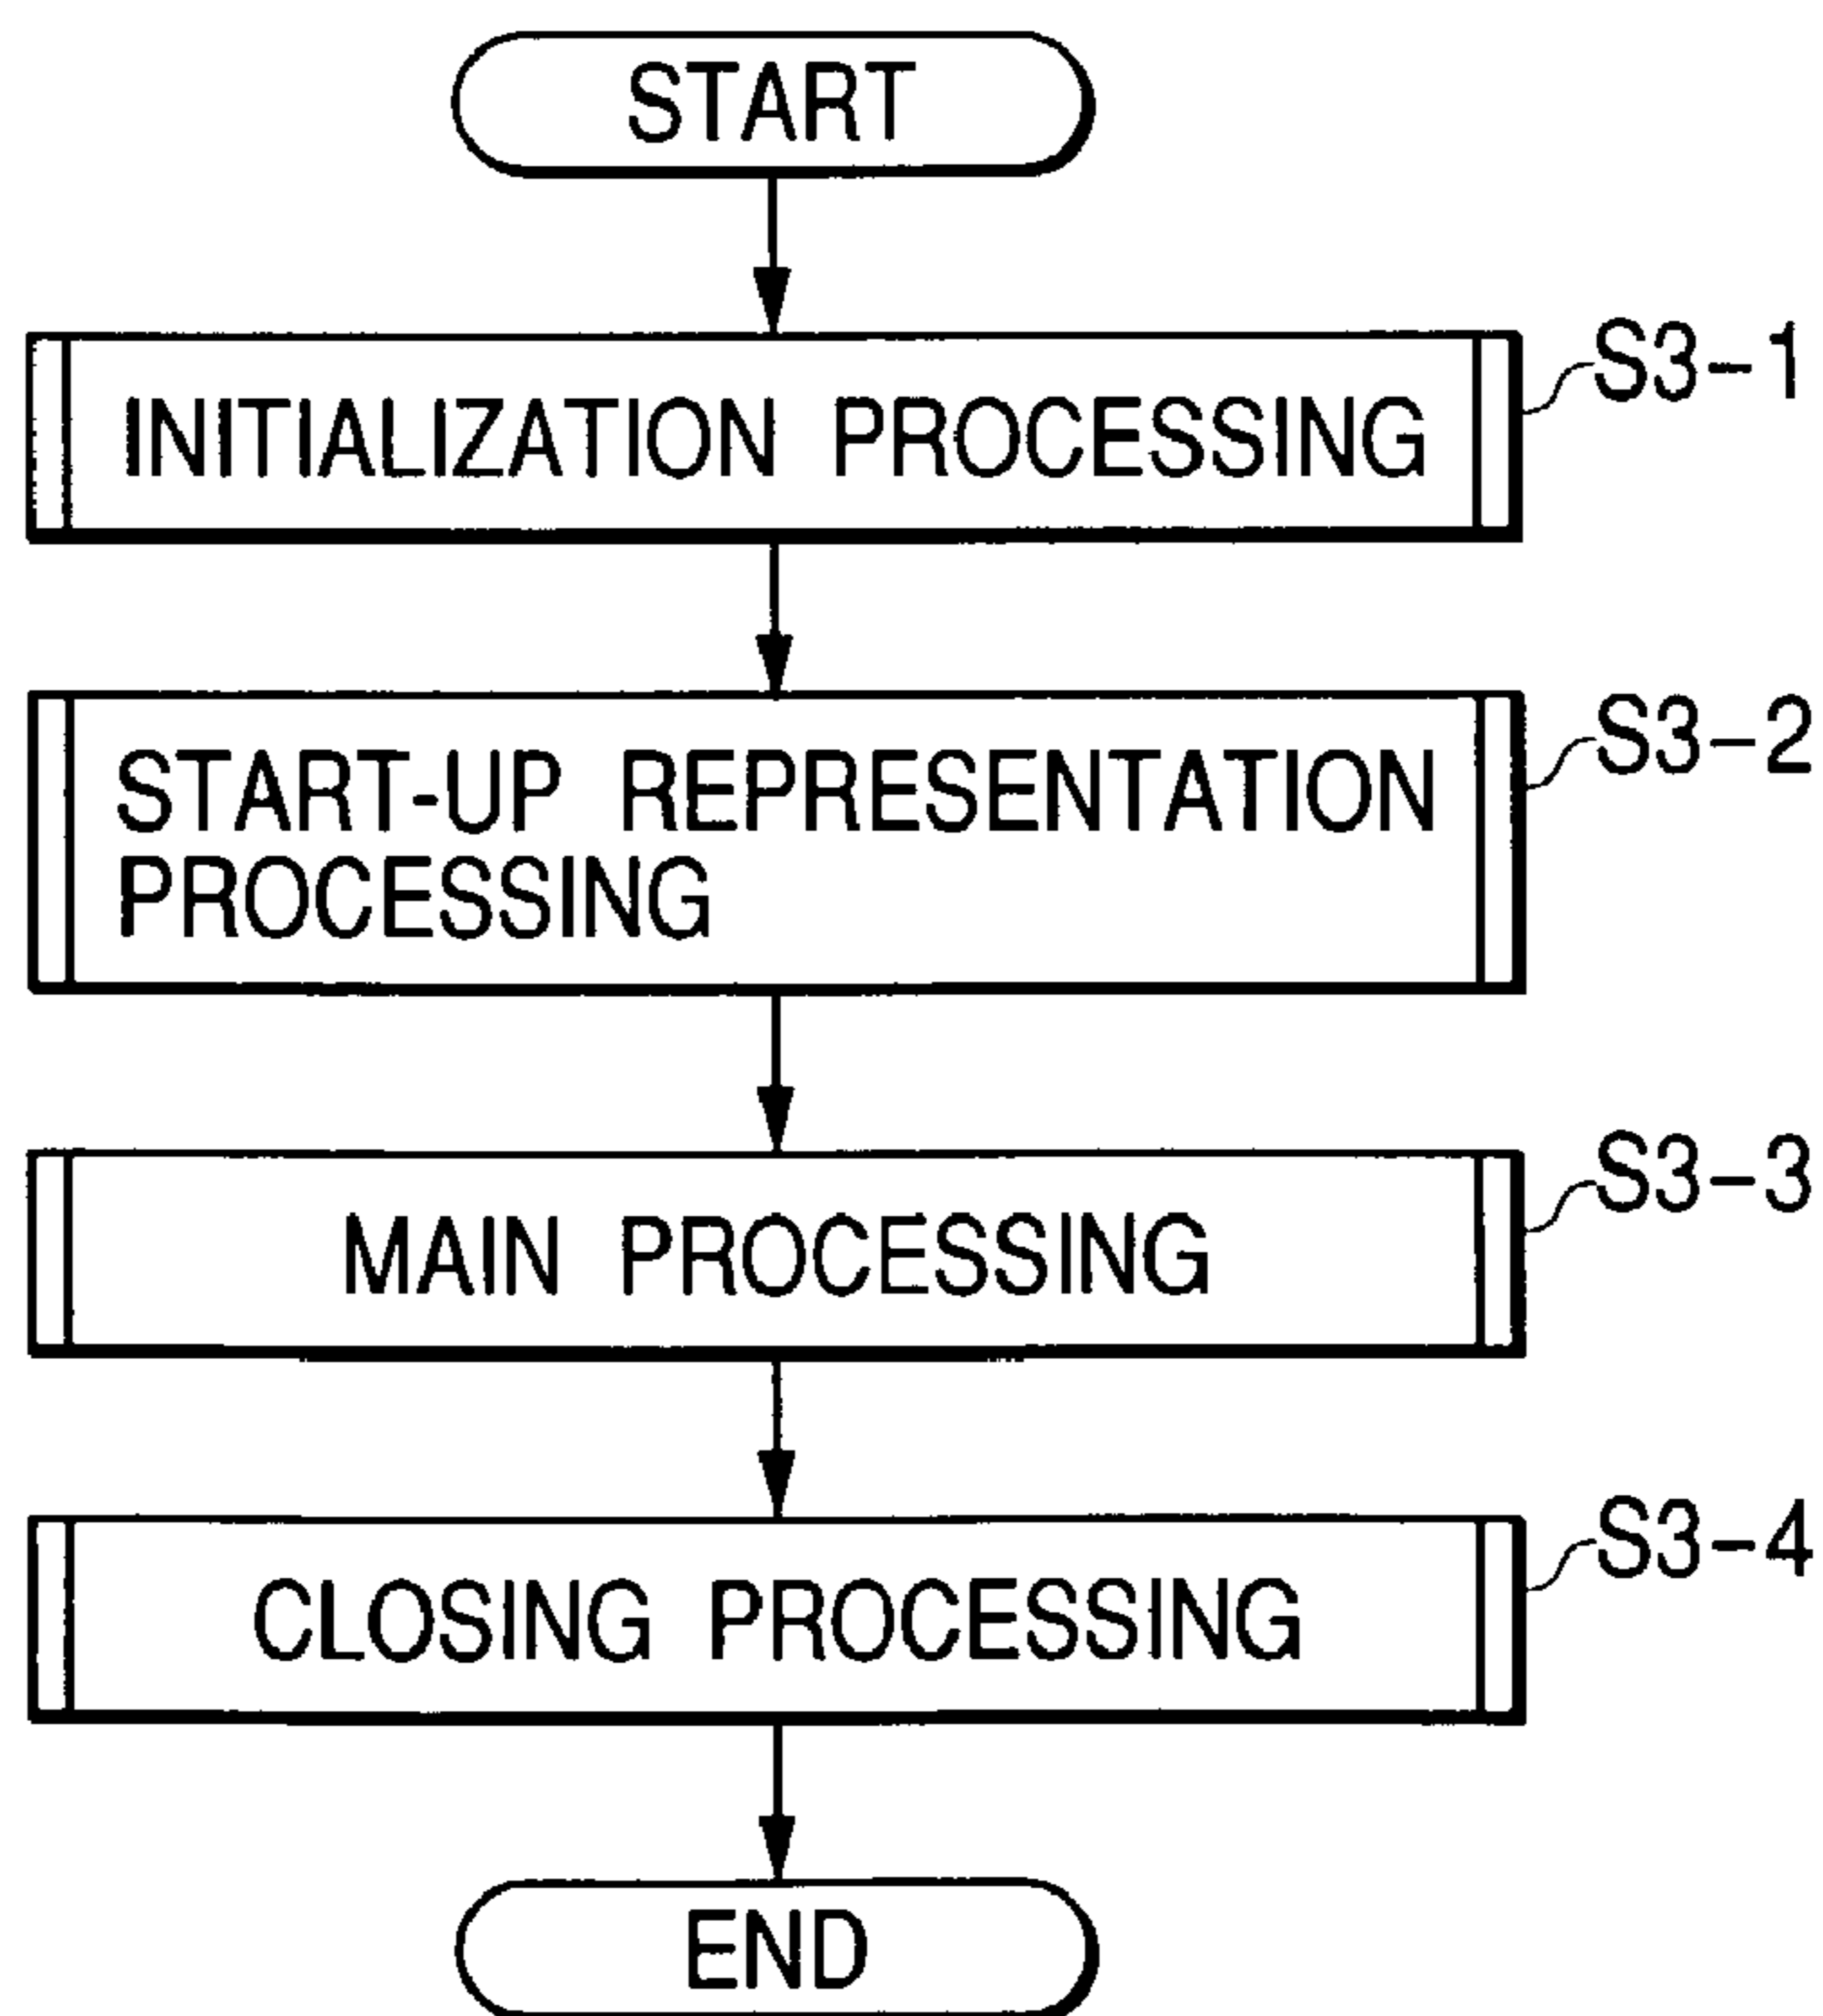 START
INITIALIZATION PROCESSING
S3-1
START-UP REPRESENTATION
PROCESSING
S3-2
MAIN PROCESSING
S3-3
CLOSING PROCESSING
S3-4
END